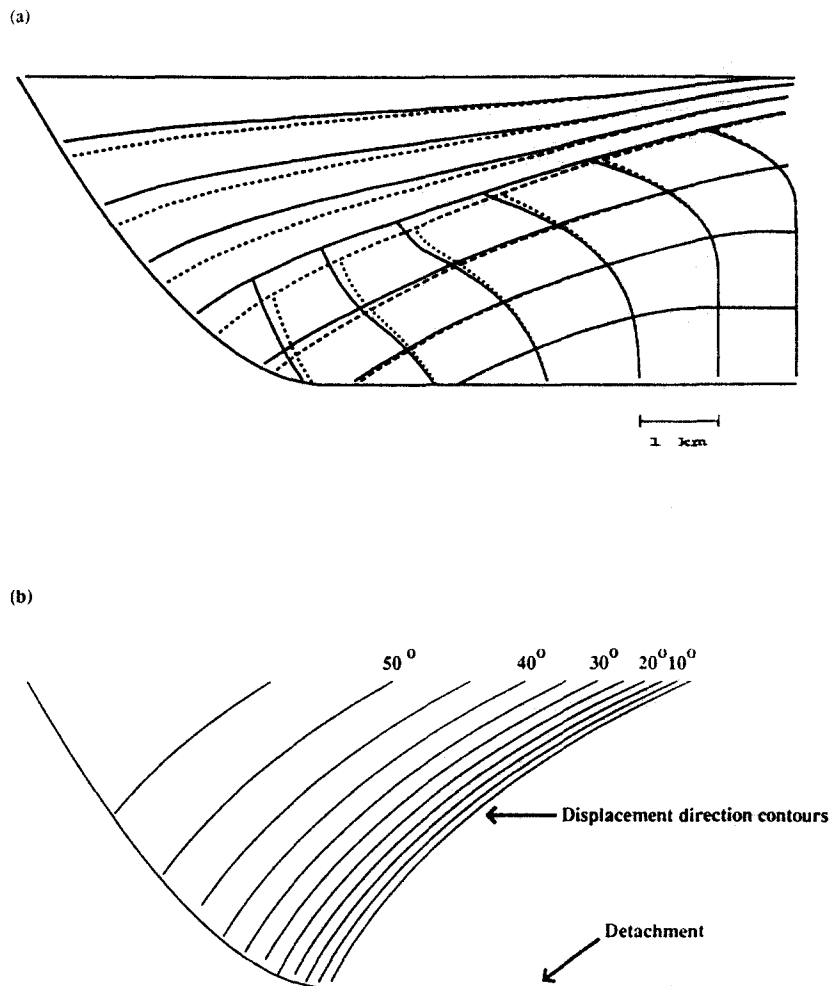 (a)
1 km
(b)
50° 40° 30° 20° 10°
Displacement direction contours
Detachment